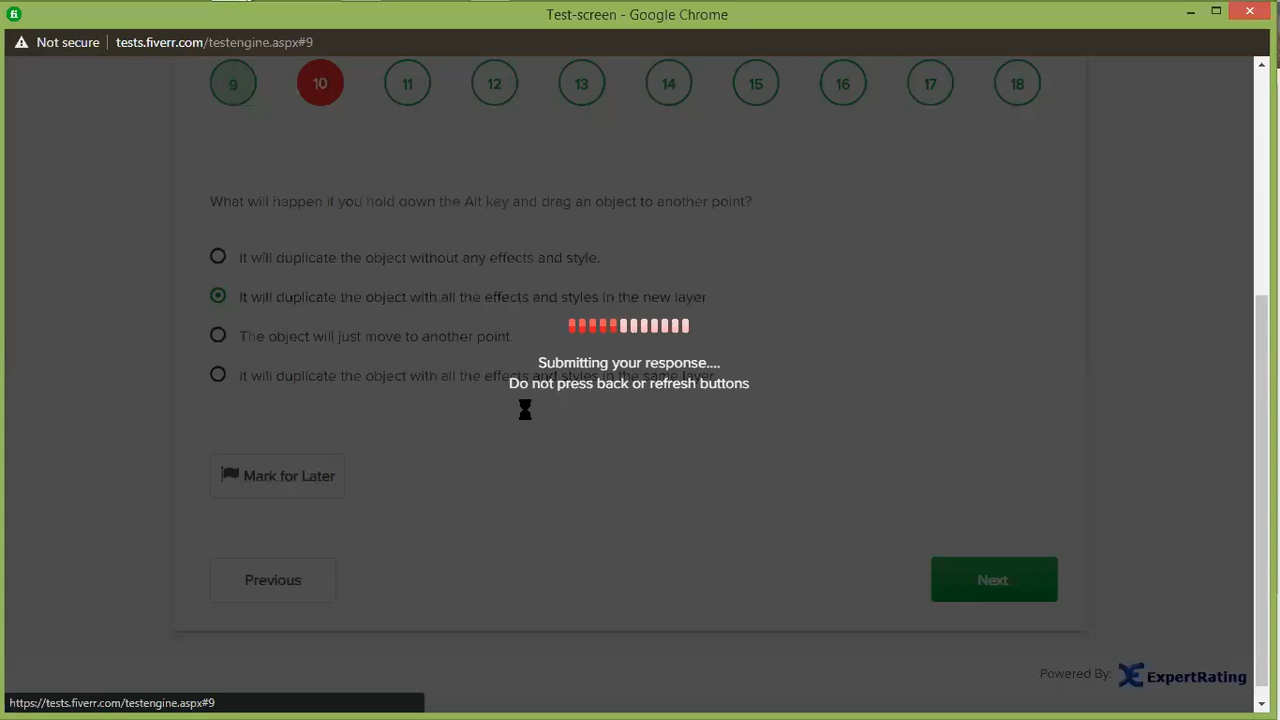 Test-screen - Google Chrome
Not secure tests.fiverr.com/testengine.aspx#9
9 10 11 12 13 14 15 16 17 18
What will happen if you hold down the Alt key and drag an object to another point?
It will duplicate the object without any effects and style.
It will duplicate the object with all the effects and styles in the new layer
The object will just move to another point.
Submitting your response....
it will duplicate the object with all the effects and styles in the same layer
Do not press back or refresh buttons
Mark for Later
Previous
Next
Powered By: ExpertRating
https://tests.fiverr.com/testengine.aspx#9